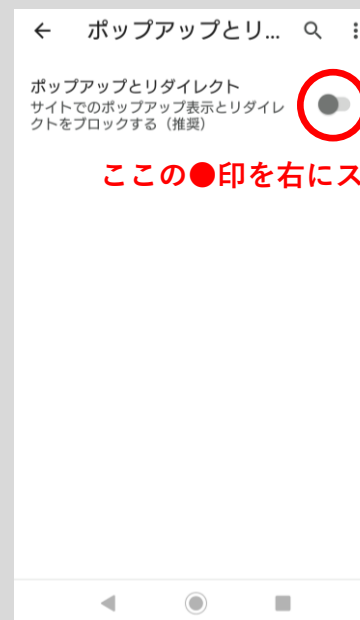 ポップアップとリ...
ポップアップとリダイレクト
サイトでのポップアップ表示とリダイレ
クトをブロックする（推奨）
ここの●印を右にス